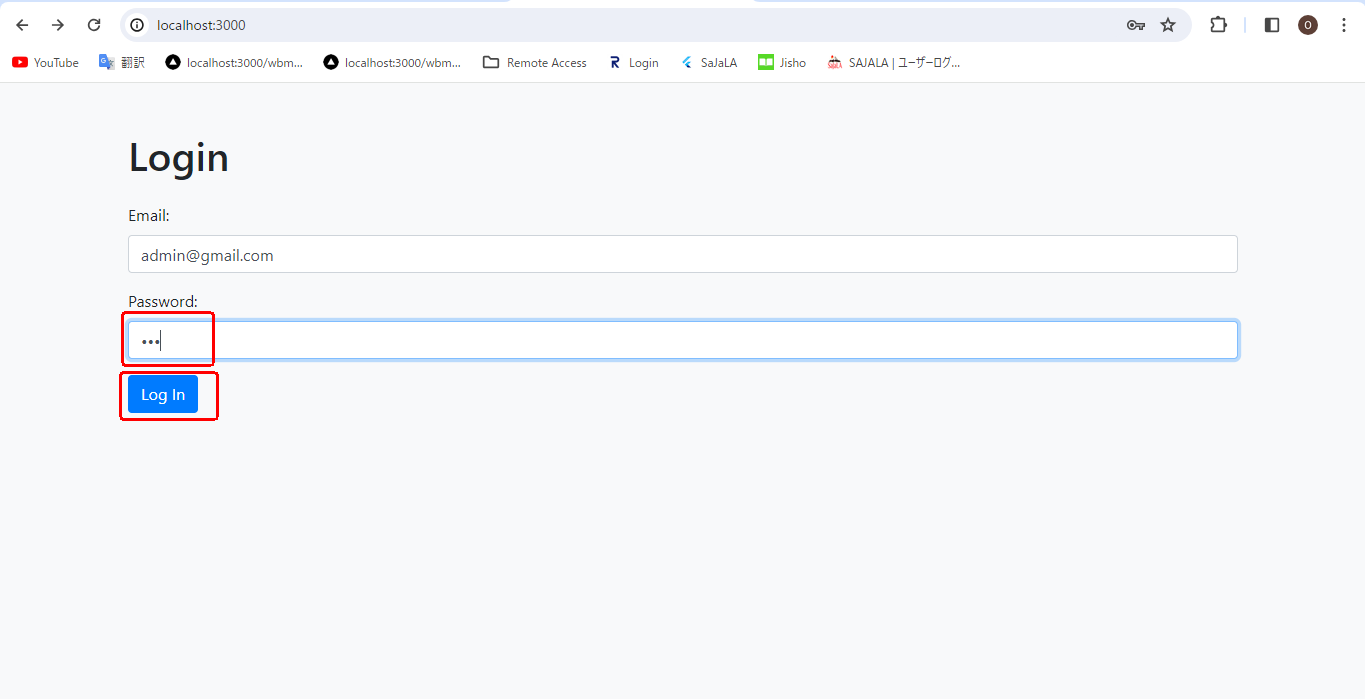 localhost:3000
O
YouTube 翻訳 localhost:3000/wbm... localhost:3000/wbm... Remote Access Login SaJaLA Jisho SAJALA | ユーザーログ...
Login
Email:
admin@gmail.com
Password:
•••
Log In